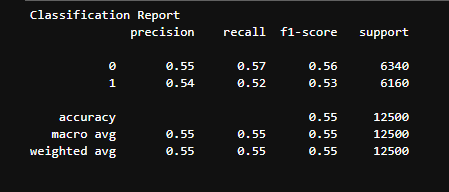 Classification Report
precision recall f1-score support
0 0.55 0.57 0.56 6340
1 0.54 0.52 0.53 6160
accuracy 0.55 12500
macro avg 0.55 0.55 0.55 12500
weighted avg 0.55 0.55 0.55 12500